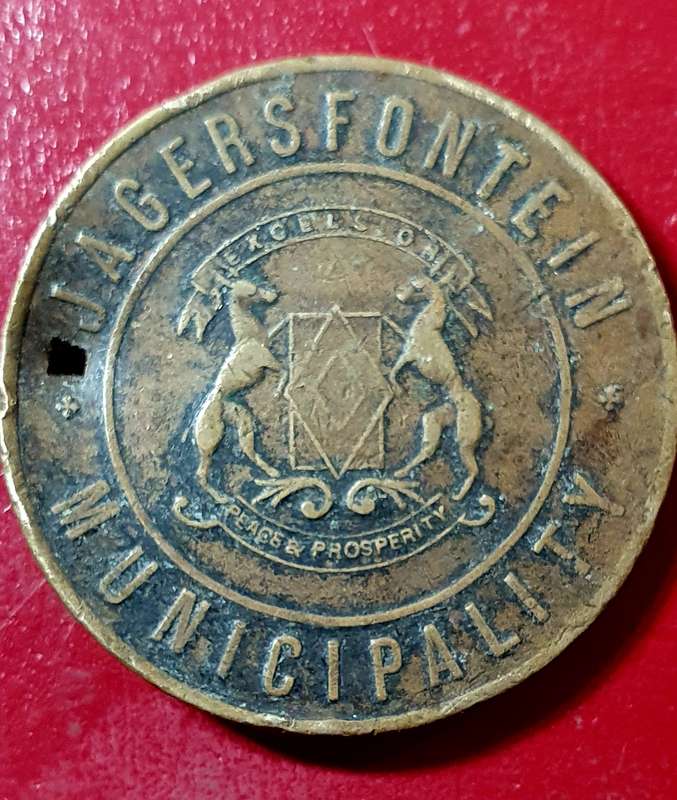 JAGERSFONTEIN
EXCELSIOR
PEACE & PROSPERITY
MUNICIPALITY